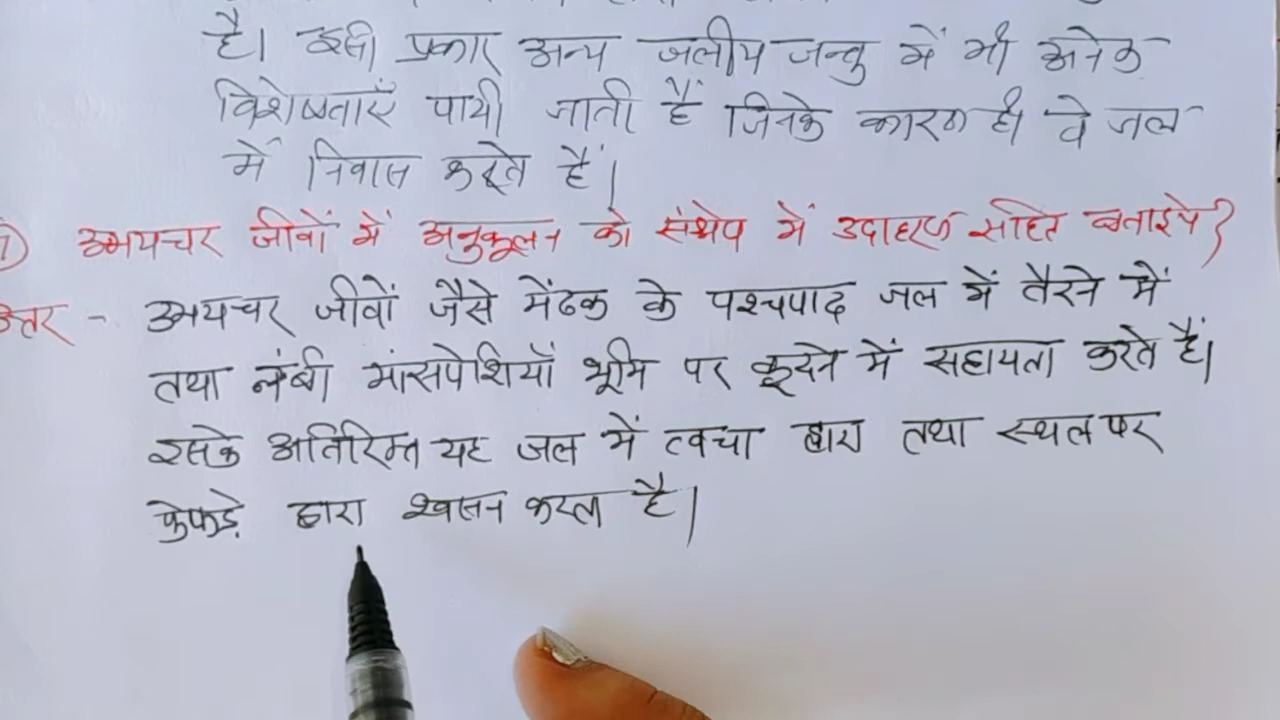 है। इसी प्रकार अन्य जलीय जन्तु में भी अनेक
विशेषताएँ पायी जाती हैं जिनके कारण ही वे जल
में निवास करते हैं।
उभयचर जीवों में अनुकूलन को संक्षेप में उदाहरण सहित बताइये?
उत्तर - उभयचर जीवों जैसे मेंढक के पश्चपाद जल में तैरने में
तथा लंबी मांसपेशियाँ भूमि पर कूदने में सहायता करते हैं।
इसके अतिरिक्त यह जल में त्वचा द्वारा तथा स्थल पर
फेफड़े द्वारा श्वसन करता है।